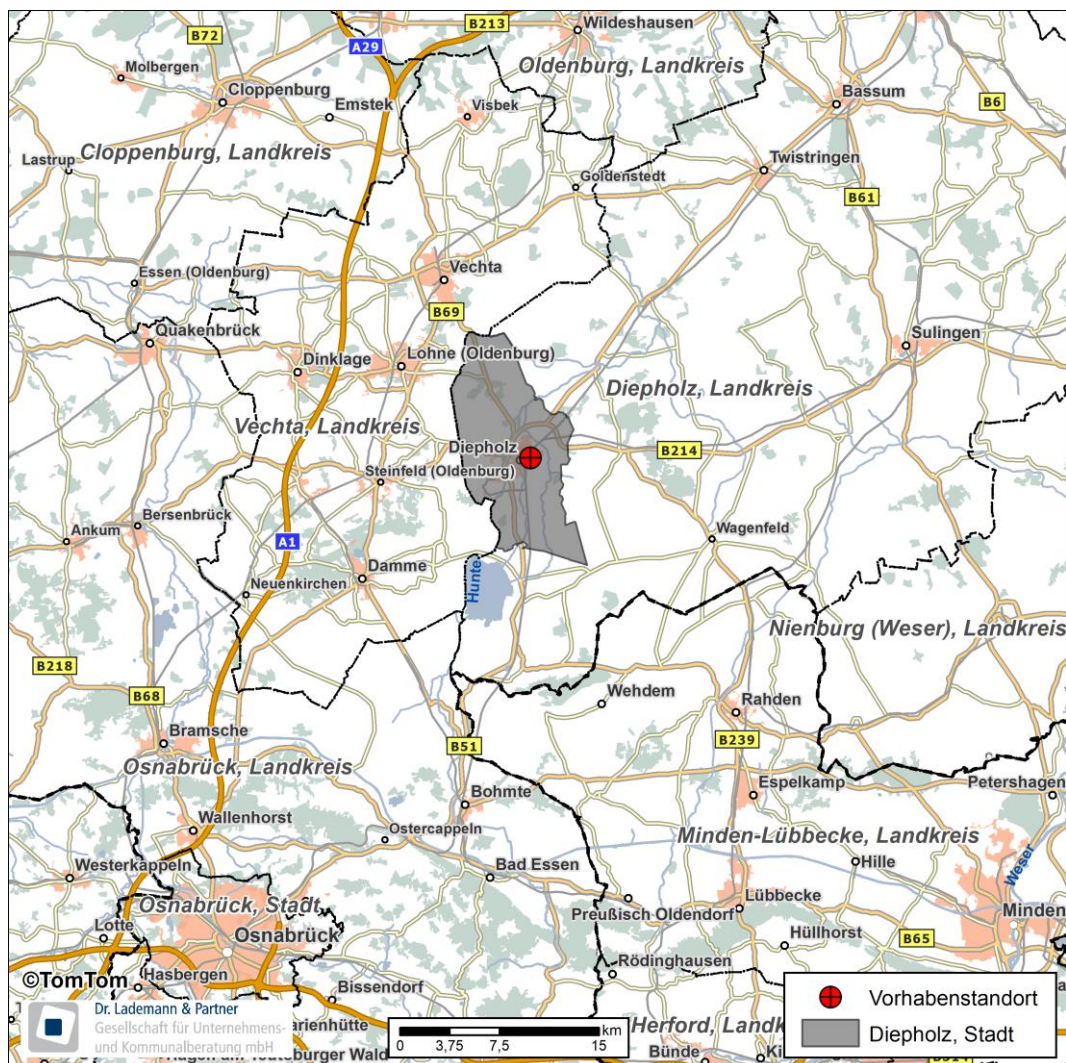 B72
A29
B213
Wildeshausen
Molbergen
Cloppenburg
Emstek
Visbek
Oldenburg, Landkreis
Bassum
B6
Lastrup
Cloppenburg, Landkreis
Goldenstedt
Twistringen
B61
Essen (Oldenburg)
Vechta
B69
Quakenbrück
Dinklage
Lohne (Oldenburg)
Sulingen
Diepholz, Landkreis
Vechta, Landkreis
Diepholz
B214
Steinfeld (Oldenburg)
Ankum
Bersenbrück
A1
Wagenfeld
Damme
Neuenkirchen
Hunte
Nienburg (Weser), Landkreis
B218
B68
Wehdem
Rahden
Bramsche
B51
B239
Osnabrück, Landkreis
Espelkamp
Petershagen
Bohmte
Wallenhorst
Ostercappeln
Minden-Lübbecke, Landkreis
Hille
Westerkappeln
Bad Essen
Weser
Osnabrück, Stadt
Preußisch Oldendorf
Lübbecke
Minden
Lotte
Osnabrück
Hüllhorst
B65
Hasbergen
Rödinghausen
©TomTom
Bissendorf
Vorhabenstandort
Dr. Lademann & Partner
Gesellschaft für Unternehmens-
und Kommunalberatung mbH
km
0 3,75 7,5 15
Diepholz, Stadt
Bünde